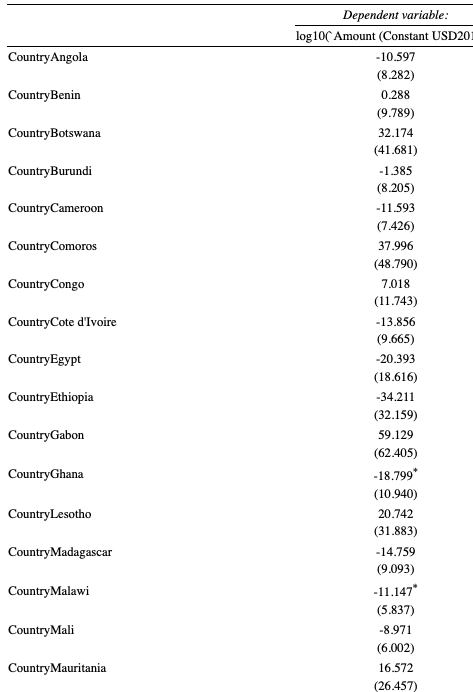 Dependent variable:
log10(`Amount (Constant USD201
CountryAngola -10.597
(8.282)
CountryBenin 0.288
(9.789)
CountryBotswana 32.174
(41.681)
CountryBurundi -1.385
(8.205)
CountryCameroon -11.593
(7.426)
CountryComoros 37.996
(48.790)
CountryCongo 7.018
(11.743)
CountryCote d'Ivoire -13.856
(9.665)
CountryEgypt -20.393
(18.616)
CountryEthiopia -34.211
(32.159)
CountryGabon 59.129
(62.405)
CountryGhana -18.799*
(10.940)
CountryLesotho 20.742
(31.883)
CountryMadagascar -14.759
(9.093)
CountryMalawi -11.147*
(5.837)
CountryMali -8.971
(6.002)
CountryMauritania 16.572
(26.457)